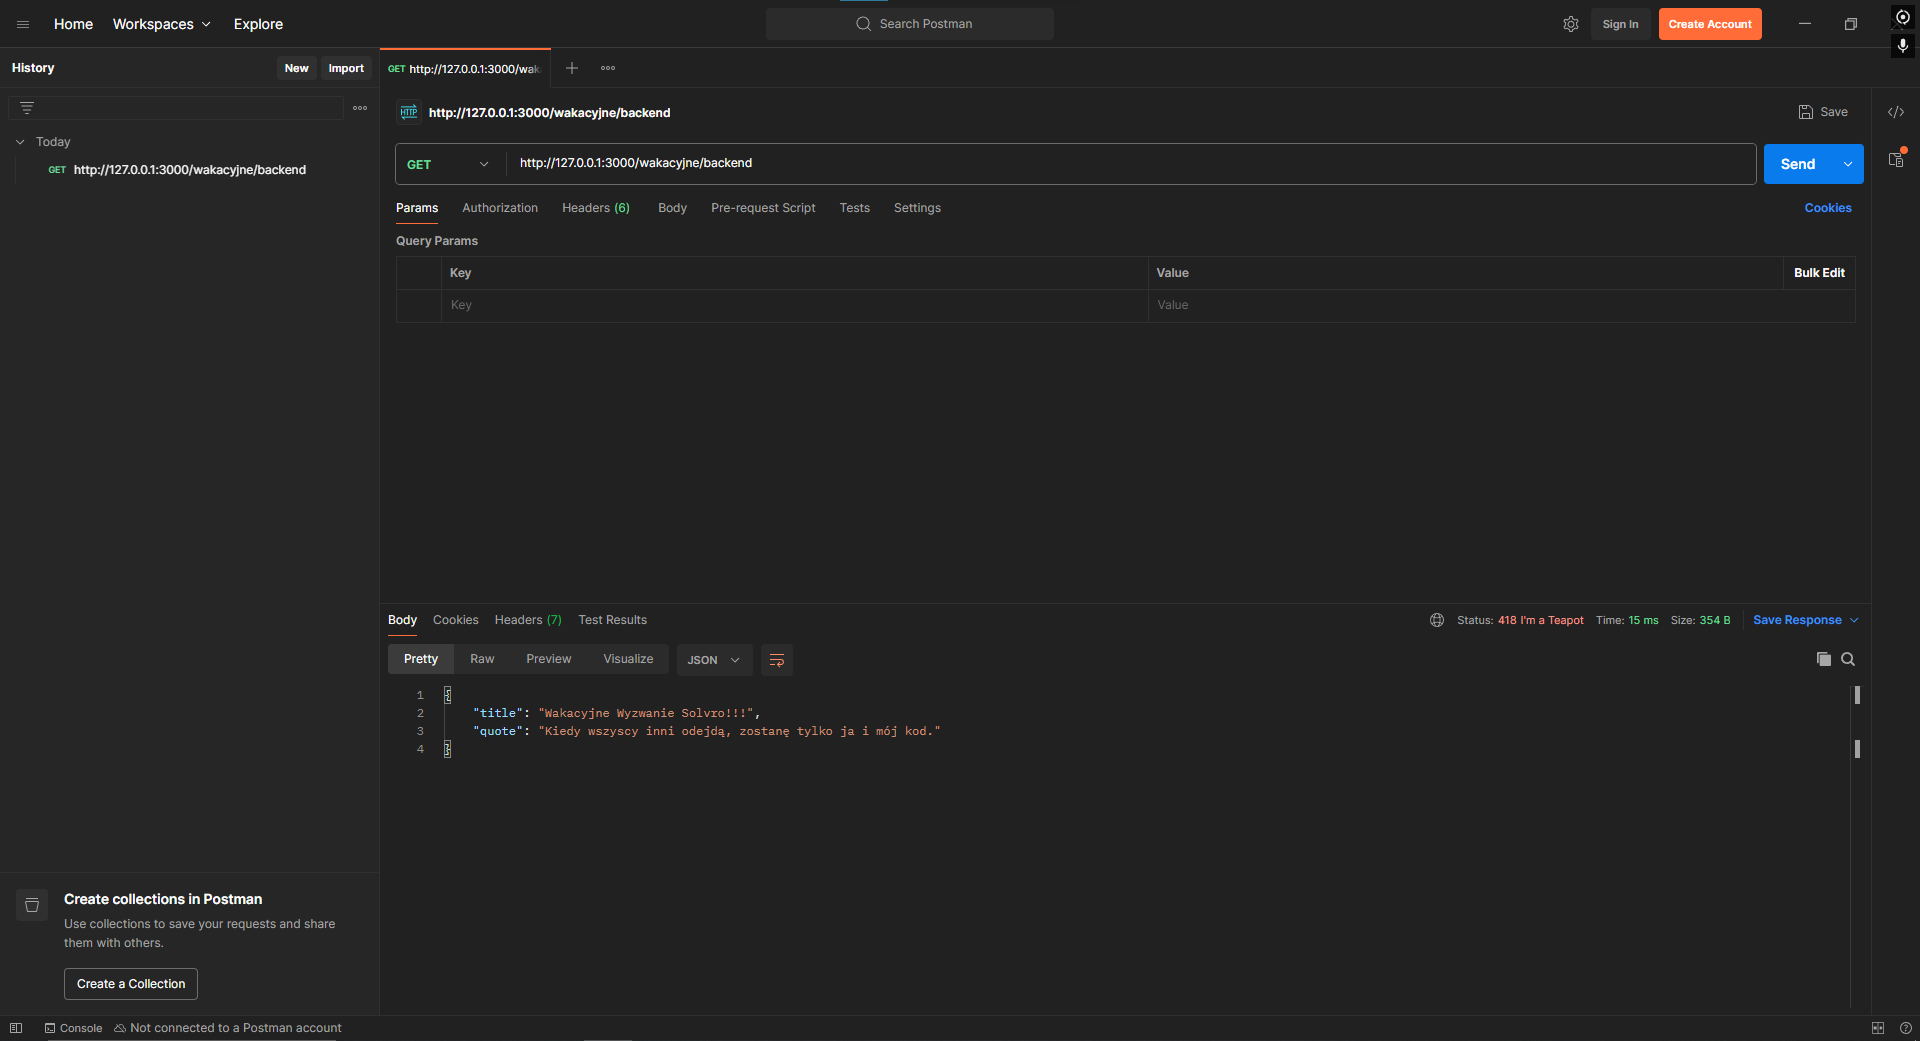 Home Workspaces Explore Search Postman Sign In Create Account
History New Import
GET http://127.0.0.1:3000/wak
http://127.0.0.1:3000/wakacyjne/backend Save
Today
GET http://127.0.0.1:3000/wakacyjne/backend
GET http://127.0.0.1:3000/wakacyjne/backend Send
Params Authorization Headers (6) Body Pre-request Script Tests Settings Cookies
Query Params
Key Value Bulk Edit
Key Value
Body Cookies Headers (7) Test Results Status: 418 I'm a Teapot Time: 15 ms Size: 354 B Save Response
Pretty Raw Preview Visualize JSON
1 {
2 "title": "Wakacyjne Wyzwanie Solvro!!!",
3 "quote": "Kiedy wszyscy inni odejdą, zostanę tylko ja i mój kod."
4 }
Create collections in Postman
Use collections to save your requests and share
them with others.
Create a Collection
Console Not connected to a Postman account